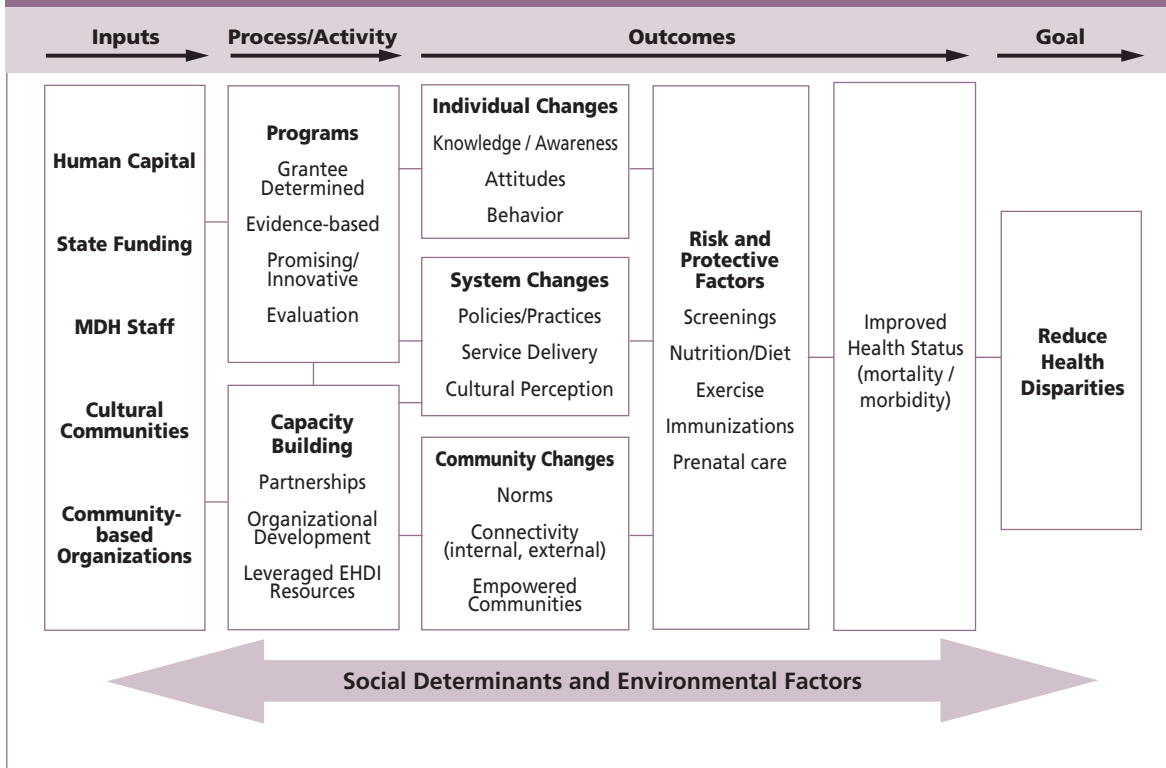 Inputs
Process/Activity
Outcomes
Goal
Human Capital
State Funding
MDH Staff
Cultural
Communities
Community-
based
Organizations
Programs
Grantee
Determined
Evidence-based
Promising/
Innovative
Evaluation
Capacity
Building
Partnerships
Organizational
Development
Leveraged EHDI
Resources
Individual Changes
Knowledge / Awareness
Attitudes
Behavior
System Changes
Policies/Practices
Service Delivery
Cultural Perception
Community Changes
Norms
Connectivity
(internal, external)
Empowered
Communities
Risk and
Protective
Factors
Screenings
Nutrition/Diet
Exercise
Immunizations
Prenatal care
Improved
Health Status
(mortality /
morbidity)
Reduce
Health
Disparities
Social Determinants and Environmental Factors